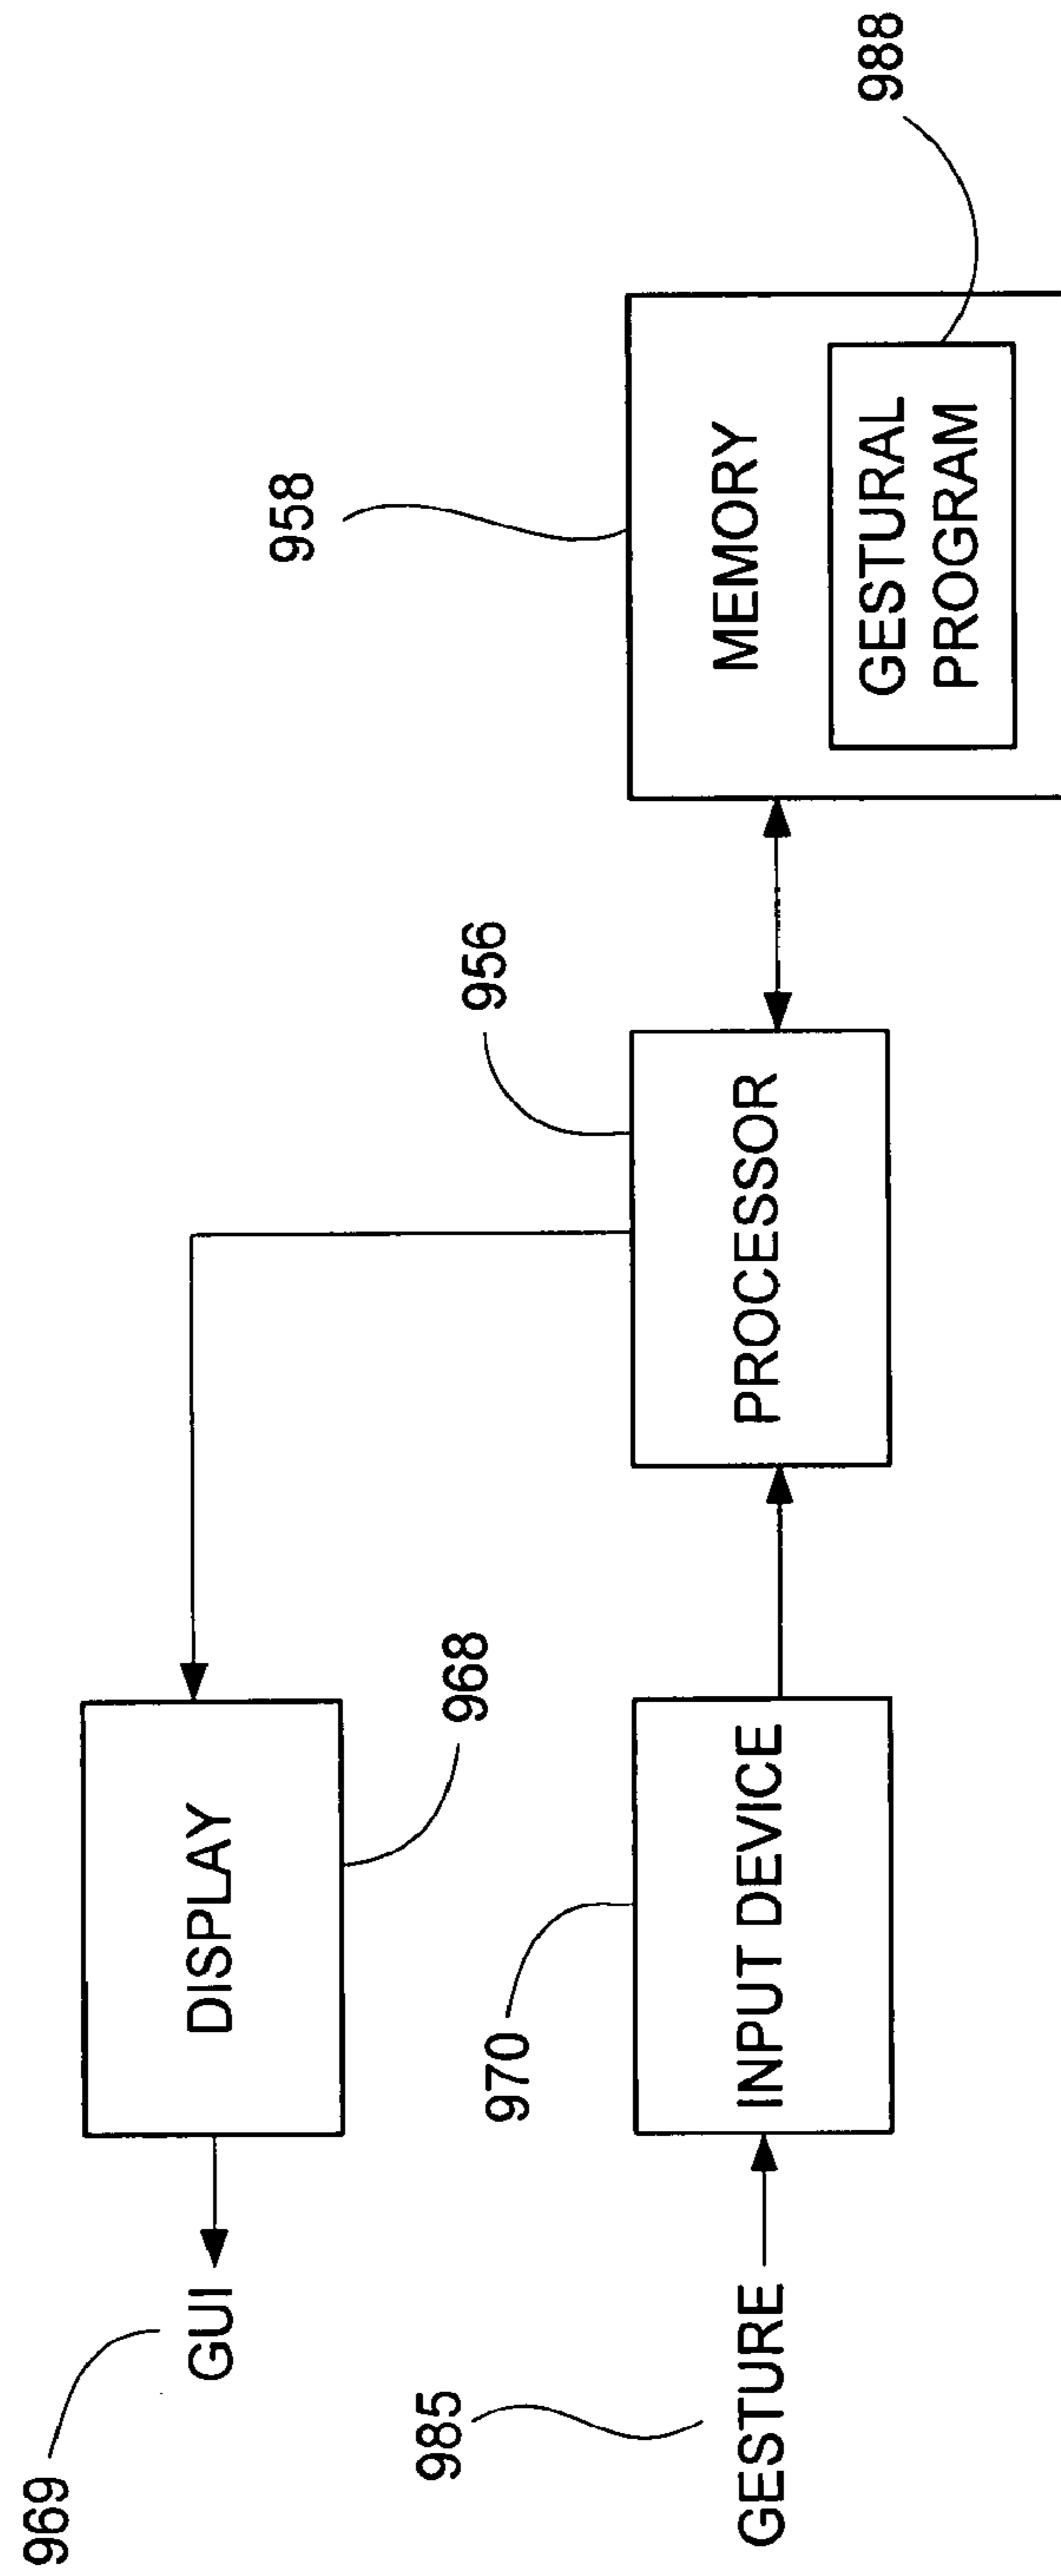 969
GUI
DISPLAY
968
985
GESTURE
970
INPUT DEVICE
956
PROCESSOR
958
MEMORY
GESTURAL
PROGRAM
988